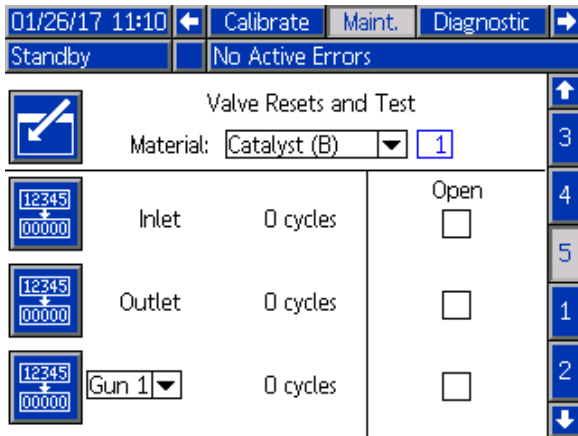 01/26/17 11:10 Calibrate Maint. Diagnostic
Standby No Active Errors
Valve Resets and Test
Material: Catalyst (B) 1
3
4
5
1
2
Open
12345
00000
Inlet 0 cycles
12345
00000
Outlet 0 cycles
12345
00000
Gun 1 0 cycles